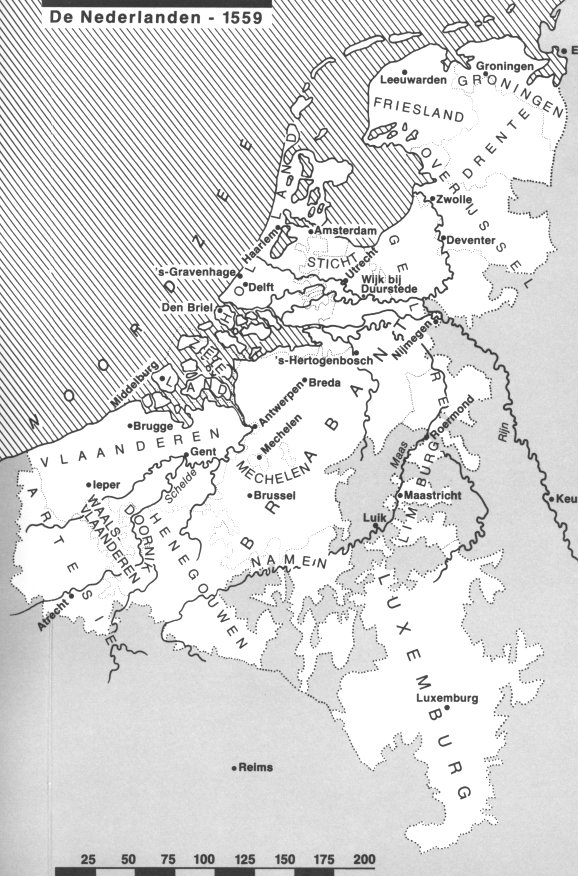 De Nederlanden - 1559
E
Groningen
Leeuwarden
GRONINGEN
FRIESLAND
DRENTE
OVERIJSSEL
NOORDZEE
Zwolle
HOLLAND
Haarlem
Amsterdam
Deventer
STICHT
Utrecht
GELRE
's-Gravenhage
Wijk bij
Duurstede
Delft
Den Briel
Nijmegen
's-Hertogenbosch
ZEELAND
Middelburg
Breda
Antwerpen
BRABANT
Brugge
Mechelen
Roermond
Rijn
VLAANDEREN
Gent
Maas
MECHELEN
Schelde
Ieper
Brussel
LIMBURG
Maastricht
Keu
ARTESIE
WAALS-
VLAANDEREN
DOORNIK
HENEGOUWEN
Luik
NAMEN
Atrecht
LUXEMBURG
Luxemburg
Reims
25 50 75 100 125 150 175 200